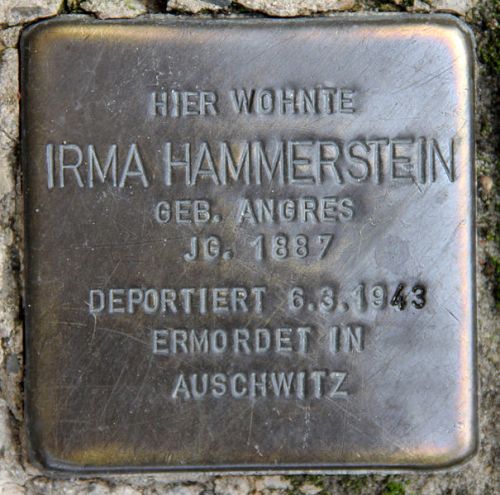 HIER WOHNTE
IRMA HAMMERSTEIN
GEB. ANGRES
JG. 1887
DEPORTIERT 6.3.1943
ERMORDET IN
AUSCHWITZ